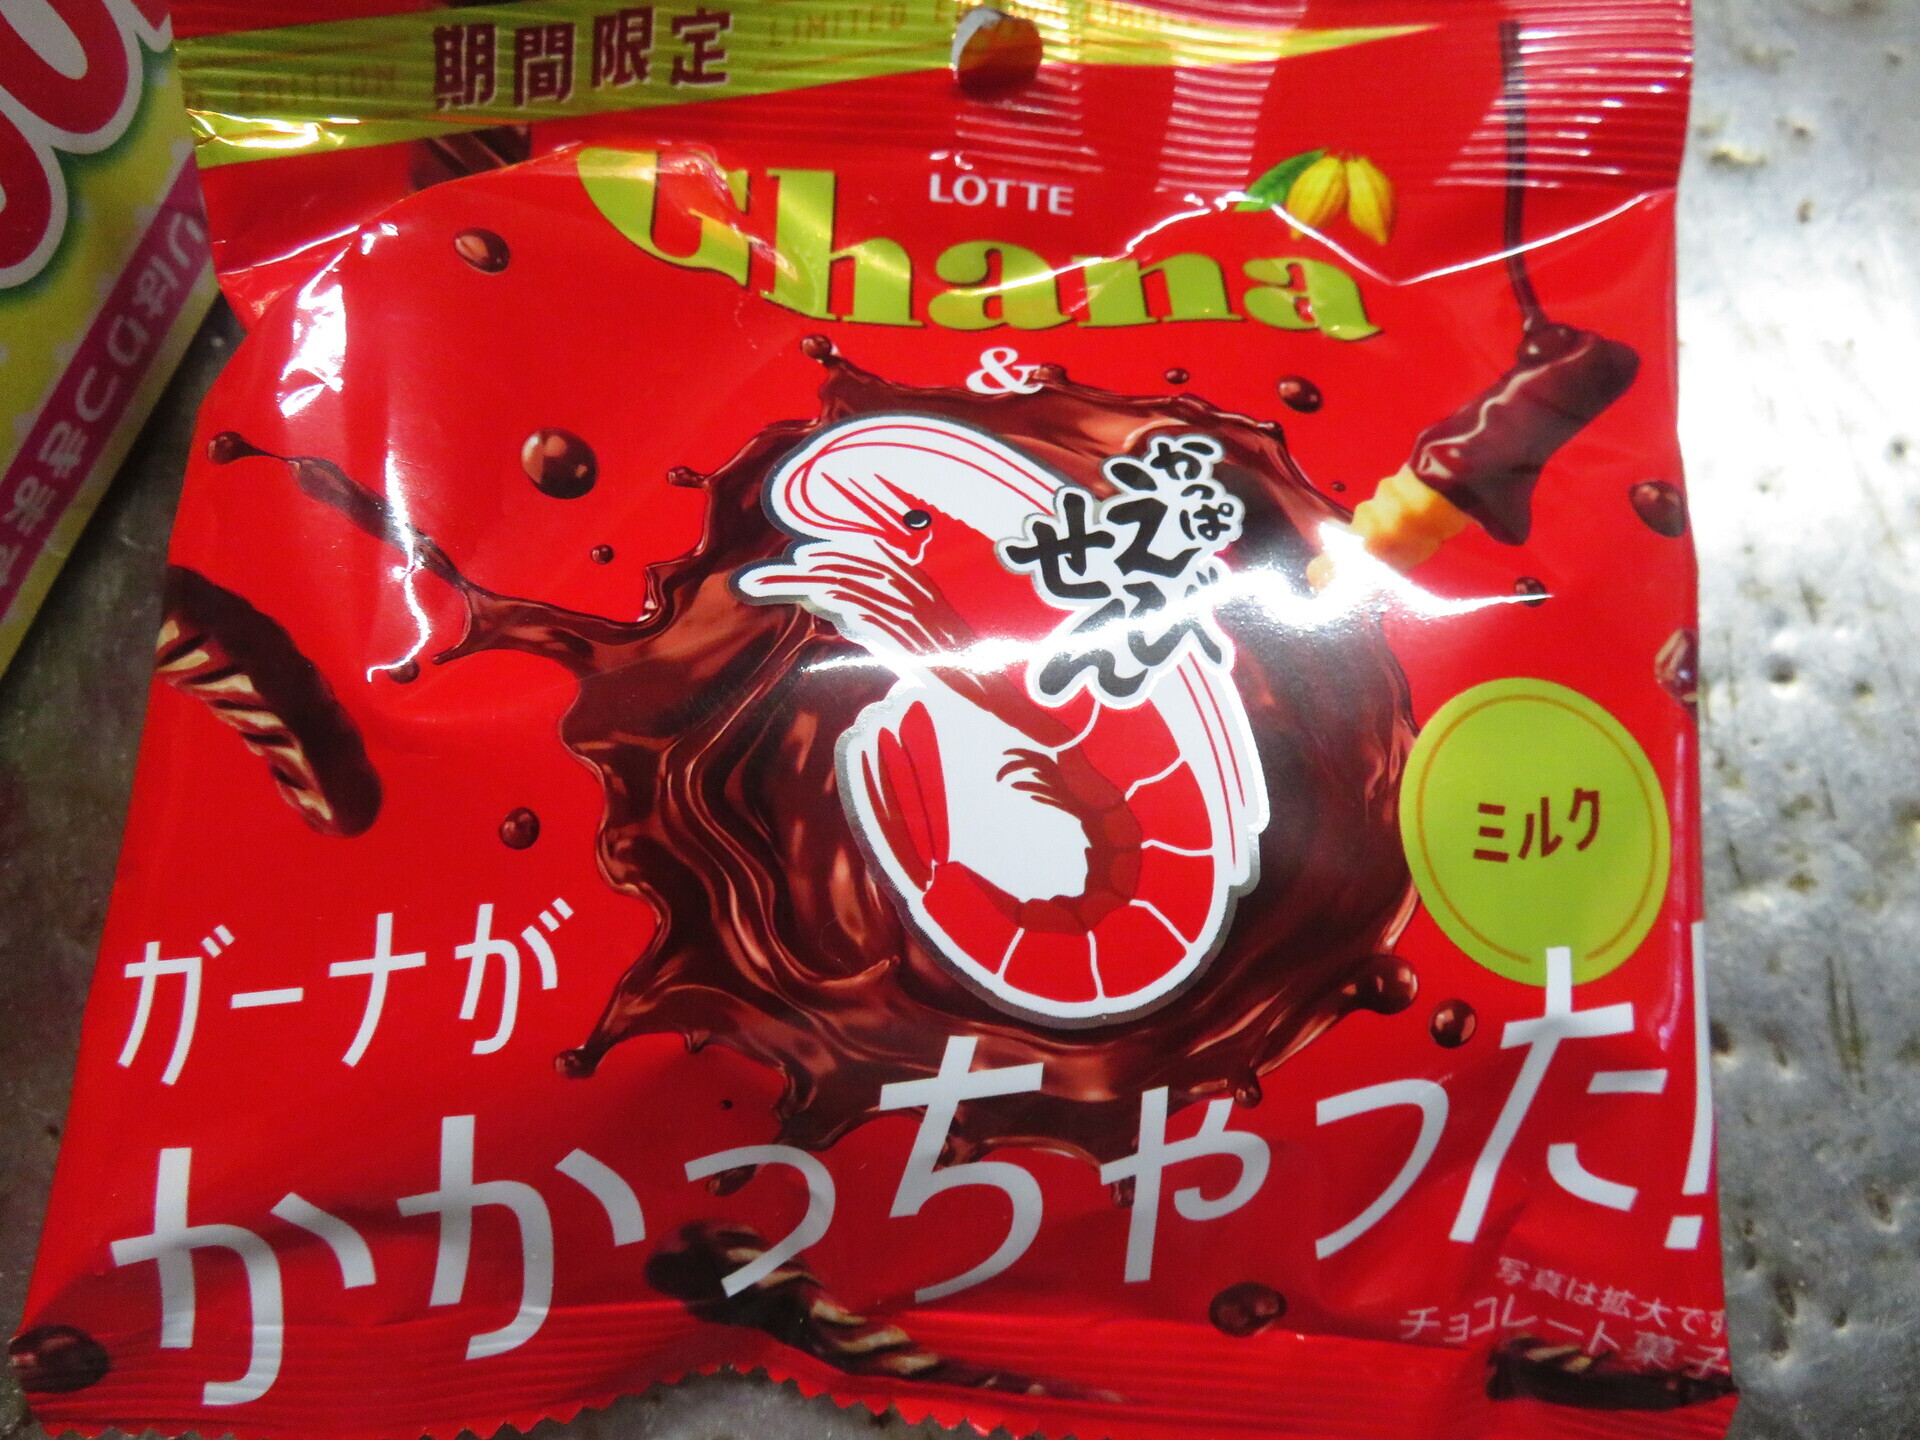 EDITION 期間限定 LIMITED
LOTTE
Ghana
&
かっぱ
えびせん
ミルク
ガーナが
かかっちゃった!
写真は拡大です
チョコレート菓子